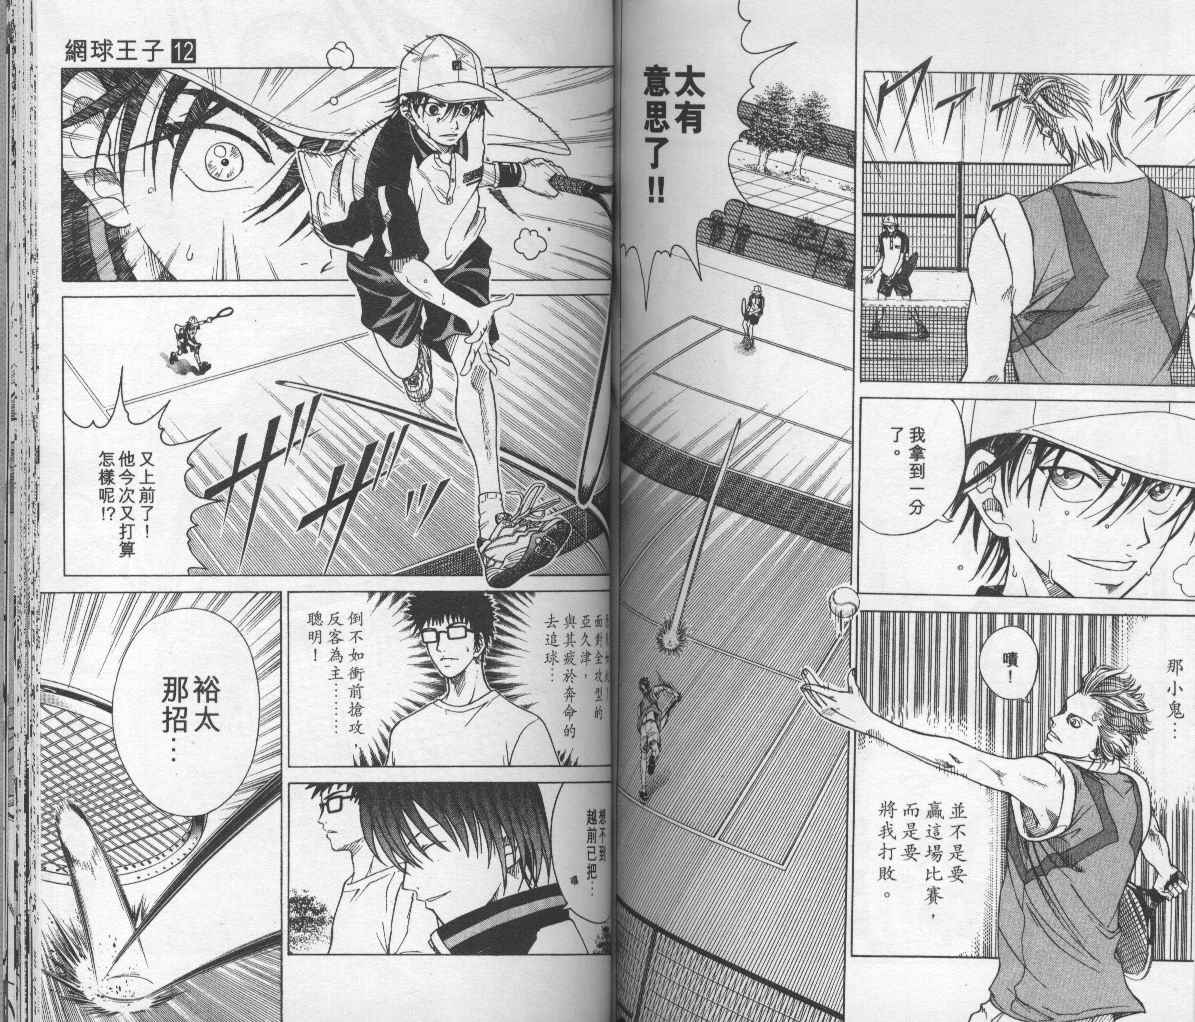 我拿到一分
了。
那小鬼…
嘖！
並不是要
贏這場比賽，
而是要
將我打敗。
太有
意思了!!
網球王子 12
又上前了！
他今次又打算
怎樣呢!?
面對全攻型的
亞久津，
與其疲於奔命的
去追球…
倒不如衝前搶攻，
反客為主………
聰明！
想不到
越前已把…
裕太
那招…